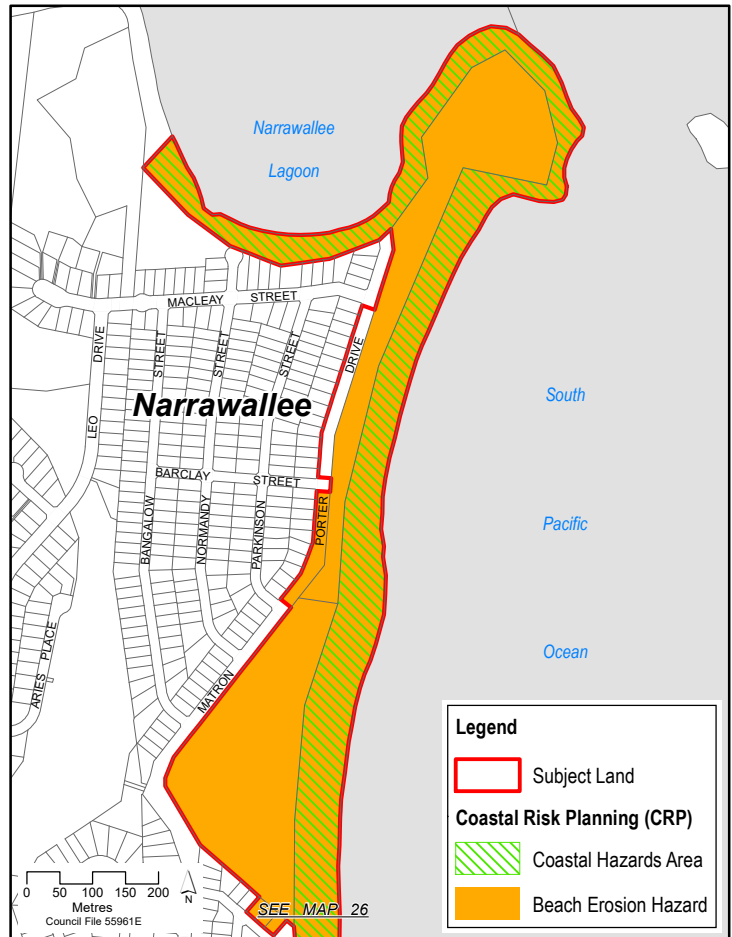 Narrawallee
Lagoon
MACLEAY STREET
LEO DRIVE
STREET
STREET
STREET
DRIVE
Narrawallee
South
BARCLAY STREET
BANGALOW
NORMANDY
PARKINSON
PORTER
Pacific
ARIES PLACE
MATRON
Ocean
Legend
Subject Land
Coastal Risk Planning (CRP)
Coastal Hazards Area
Beach Erosion Hazard
0 50 100 150 200
Metres
Council File 55961E
N
SEE MAP 26